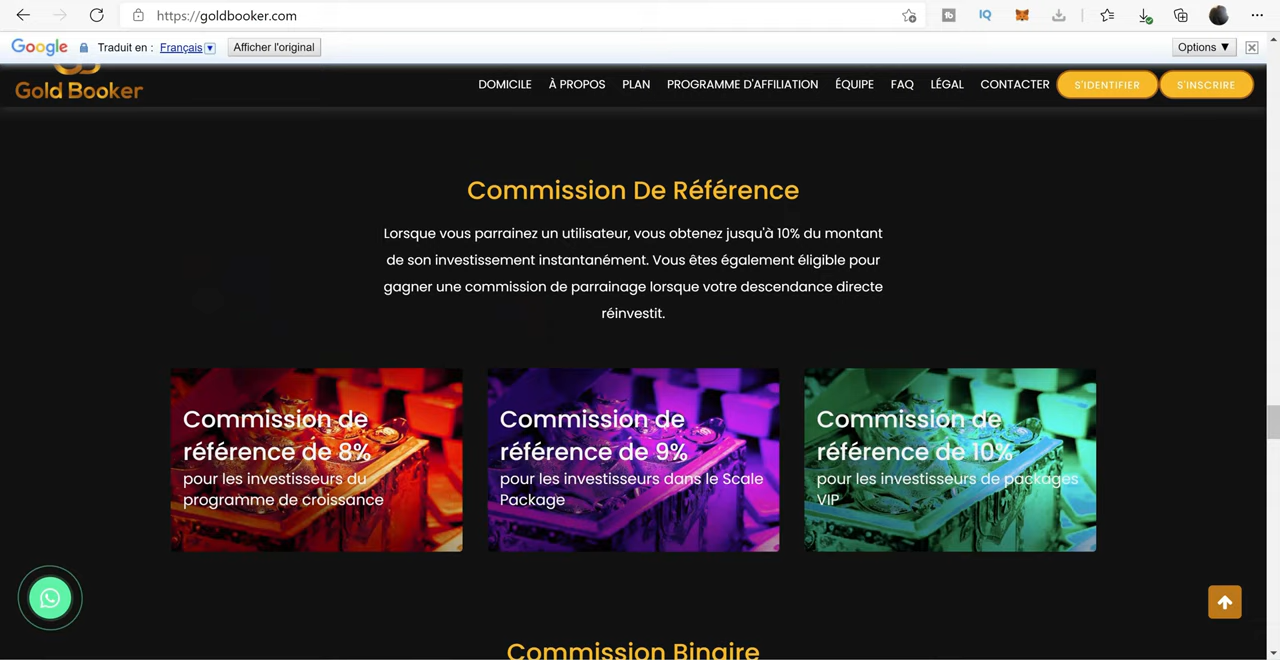 https://goldbooker.com
Google Traduit en : Français Afficher l'original Options ▼
Gold Booker
DOMICILE À PROPOS PLAN PROGRAMME D'AFFILIATION ÉQUIPE FAQ LÉGAL CONTACTER S'IDENTIFIER S'INSCRIRE
Commission De Référence
Lorsque vous parrainez un utilisateur, vous obtenez jusqu'à 10% du montant
de son investissement instantanément. Vous êtes également éligible pour
gagner une commission de parrainage lorsque votre descendance directe
réinvestit.
Commission de
référence de 8%
pour les investisseurs du
programme de croissance
Commission de
référence de 9%
pour les investisseurs dans le Scale
Package
Commission de
référence de 10%
pour les investisseurs de packages
VIP
Commission Binaire